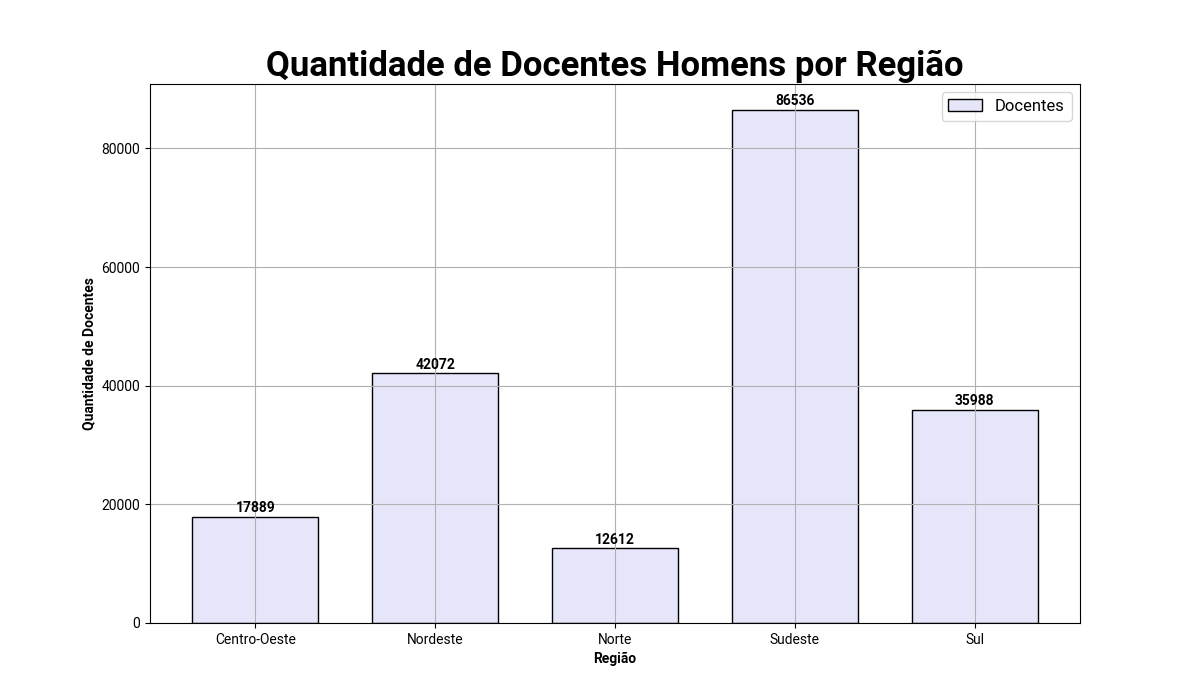 Quantidade de Docentes Homens por Região
86536
Docentes
80000
60000
Quantidade de Docentes
42072
40000
35988
20000
17889
12612
0
Centro-Oeste Nordeste Norte Sudeste Sul
Região